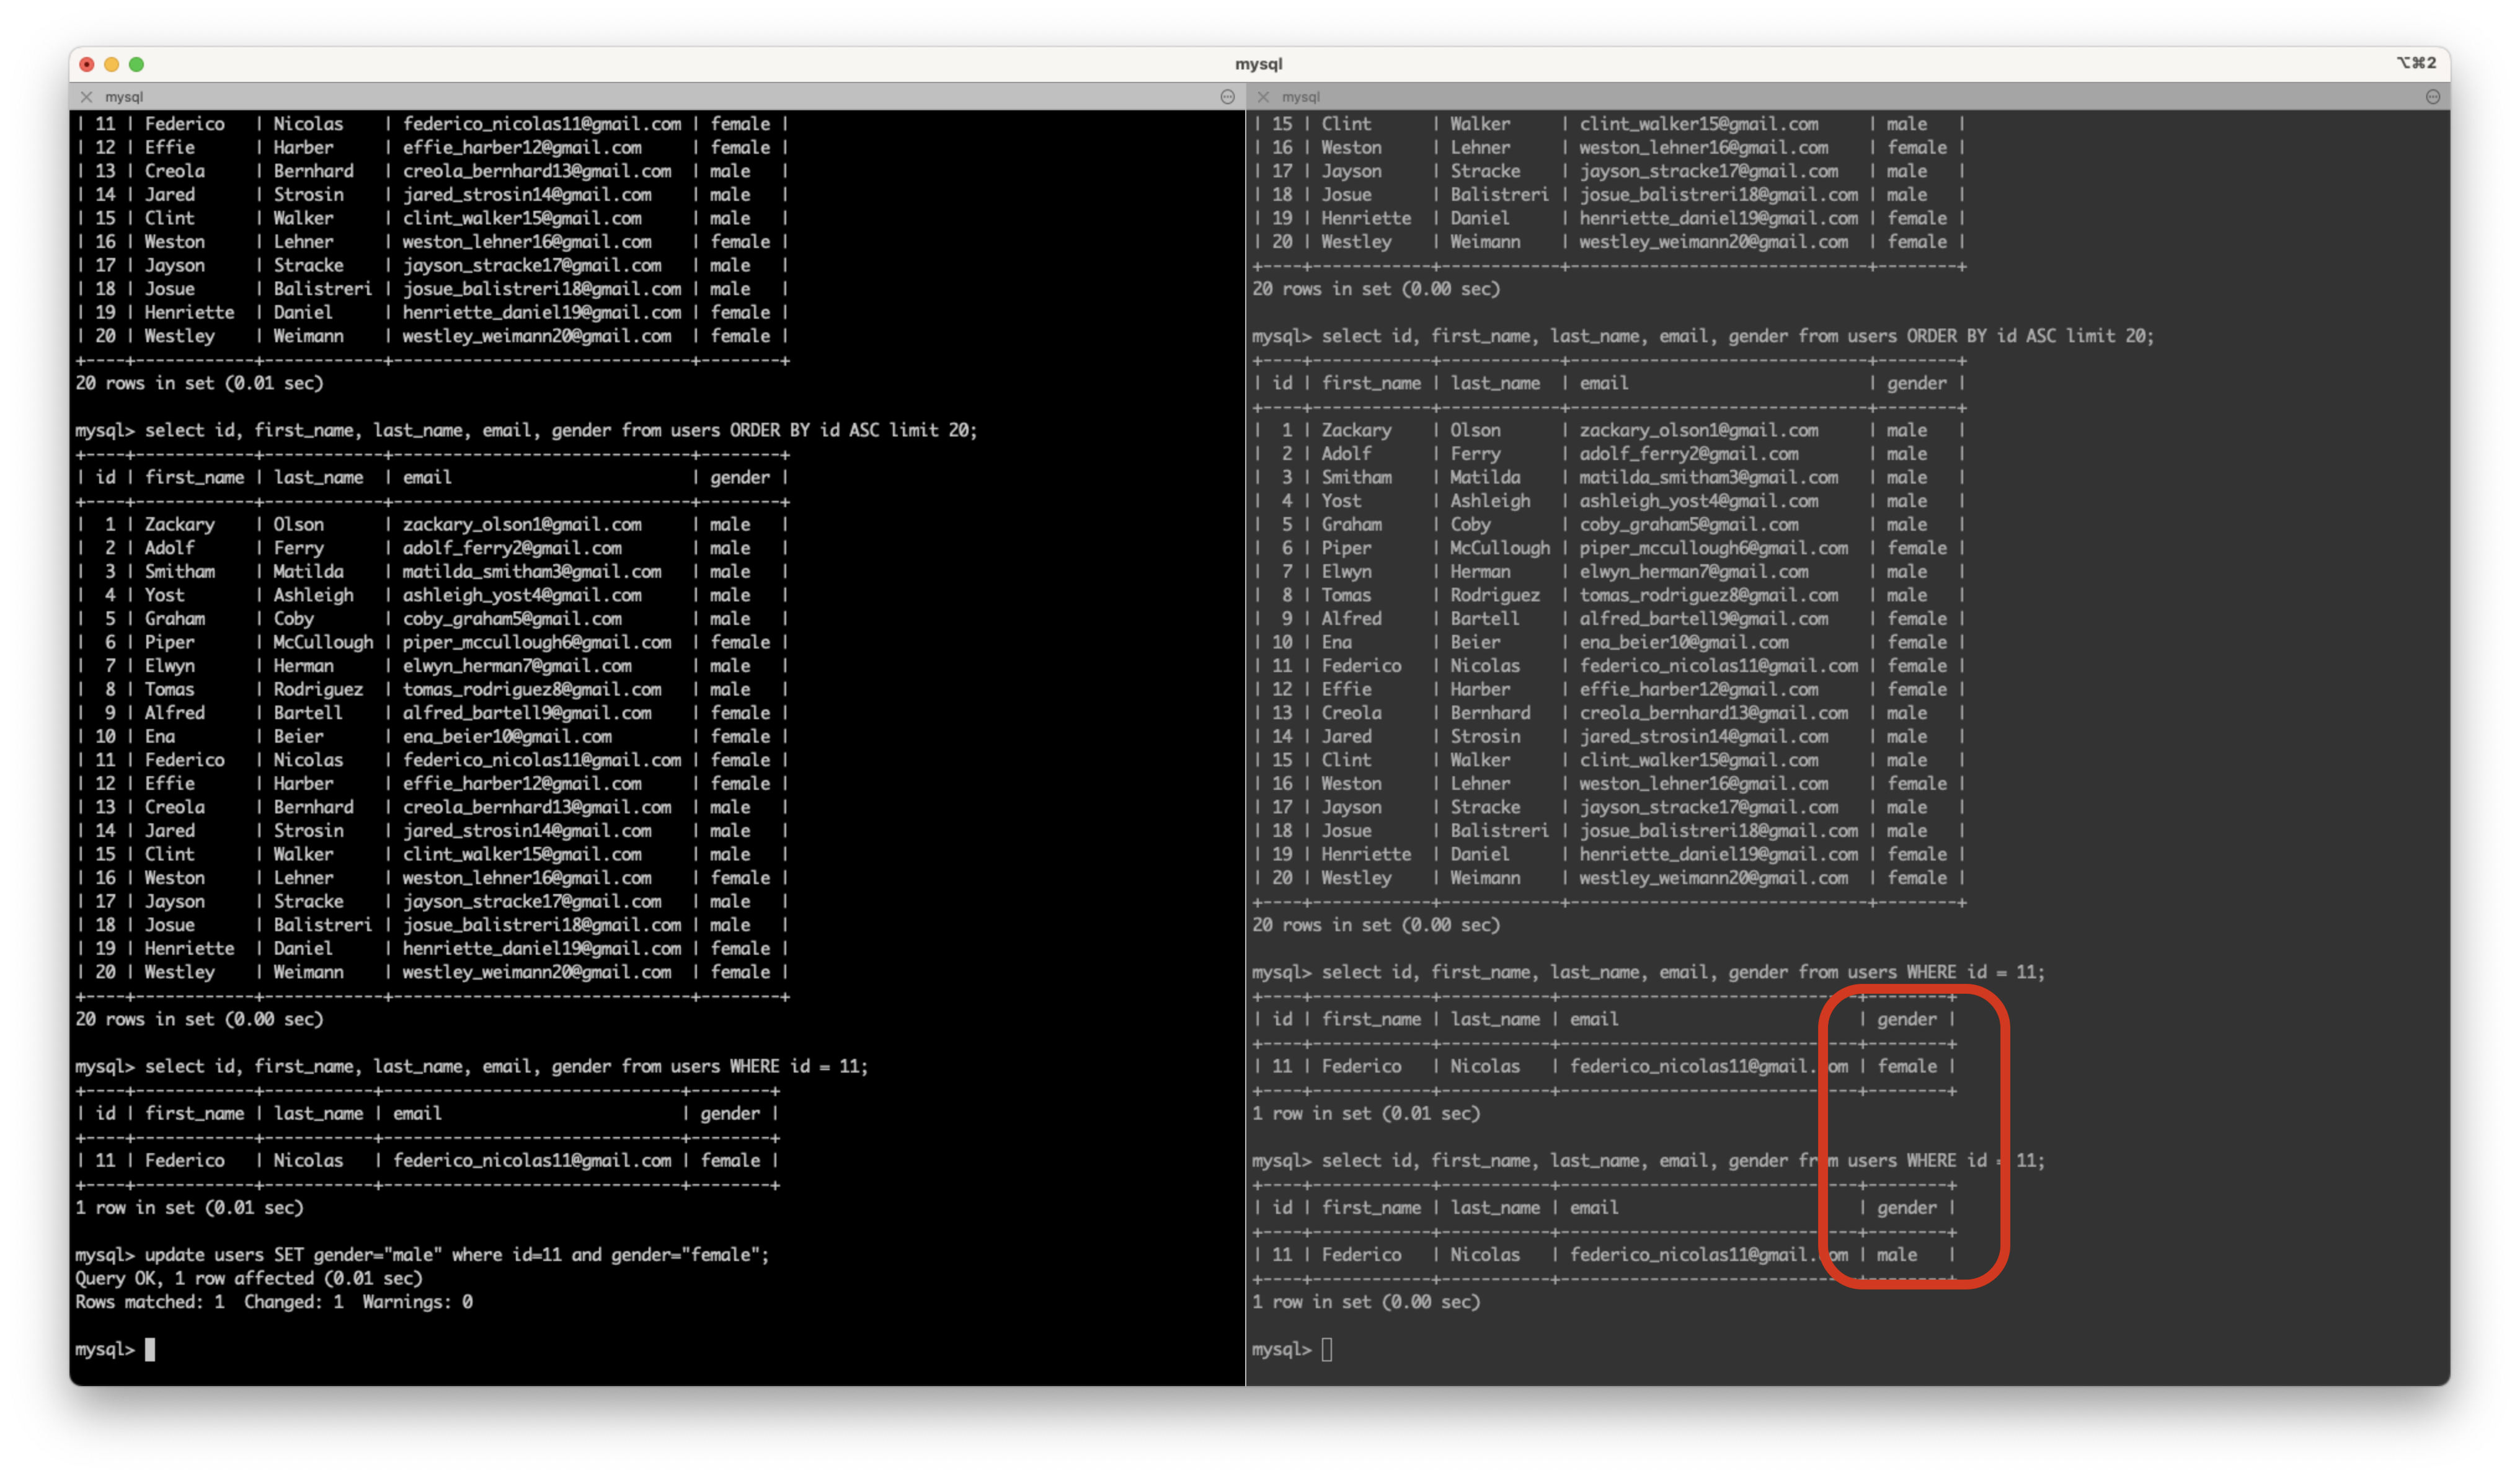 mysql
⌥⌘2
mysql
| 11 | Federico   | Nicolas    | federico_nicolas11@gmail.com | female |
| 12 | Effie      | Harber     | effie_harber12@gmail.com     | female |
| 13 | Creola     | Bernhard   | creola_bernhard13@gmail.com  | male   |
| 14 | Jared      | Strosin    | jared_strosin14@gmail.com    | male   |
| 15 | Clint      | Walker     | clint_walker15@gmail.com     | male   |
| 16 | Weston     | Lehner     | weston_lehner16@gmail.com    | female |
| 17 | Jayson     | Stracke    | jayson_stracke17@gmail.com   | male   |
| 18 | Josue      | Balistreri | josue_balistreri18@gmail.com | male   |
| 19 | Henriette  | Daniel     | henriette_daniel19@gmail.com | female |
| 20 | Westley    | Weimann    | westley_weimann20@gmail.com  | female |
+----+------------+------------+------------------------------+--------+
20 rows in set (0.01 sec)
mysql> select id, first_name, last_name, email, gender from users ORDER BY id ASC limit 20;
+----+------------+------------+------------------------------+--------+
| id | first_name | last_name  | email                        | gender |
+----+------------+------------+------------------------------+--------+
|  1 | Zackary    | Olson      | zackary_olson1@gmail.com     | male   |
|  2 | Adolf      | Ferry      | adolf_ferry2@gmail.com       | male   |
|  3 | Smitham    | Matilda    | matilda_smitham3@gmail.com   | male   |
|  4 | Yost       | Ashleigh   | ashleigh_yost4@gmail.com     | male   |
|  5 | Graham     | Coby       | coby_graham5@gmail.com       | male   |
|  6 | Piper      | McCullough | piper_mccullough6@gmail.com  | female |
|  7 | Elwyn      | Herman     | elwyn_herman7@gmail.com      | male   |
|  8 | Tomas      | Rodriguez  | tomas_rodriguez8@gmail.com   | male   |
|  9 | Alfred     | Bartell    | alfred_bartell9@gmail.com    | female |
| 10 | Ena        | Beier      | ena_beier10@gmail.com        | female |
| 11 | Federico   | Nicolas    | federico_nicolas11@gmail.com | female |
| 12 | Effie      | Harber     | effie_harber12@gmail.com     | female |
| 13 | Creola     | Bernhard   | creola_bernhard13@gmail.com  | male   |
| 14 | Jared      | Strosin    | jared_strosin14@gmail.com    | male   |
| 15 | Clint      | Walker     | clint_walker15@gmail.com     | male   |
| 16 | Weston     | Lehner     | weston_lehner16@gmail.com    | female |
| 17 | Jayson     | Stracke    | jayson_stracke17@gmail.com   | male   |
| 18 | Josue      | Balistreri | josue_balistreri18@gmail.com | male   |
| 19 | Henriette  | Daniel     | henriette_daniel19@gmail.com | female |
| 20 | Westley    | Weimann    | westley_weimann20@gmail.com  | female |
+----+------------+------------+------------------------------+--------+
20 rows in set (0.00 sec)
mysql> select id, first_name, last_name, email, gender from users WHERE id = 11;
+----+------------+-----------+------------------------------+--------+
| id | first_name | last_name | email                        | gender |
+----+------------+-----------+------------------------------+--------+
| 11 | Federico   | Nicolas   | federico_nicolas11@gmail.com | female |
+----+------------+-----------+------------------------------+--------+
1 row in set (0.01 sec)
mysql> update users SET gender="male" where id=11 and gender="female";
Query OK, 1 row affected (0.01 sec)
Rows matched: 1  Changed: 1  Warnings: 0
mysql>
mysql
| 15 | Clint      | Walker     | clint_walker15@gmail.com     | male   |
| 16 | Weston     | Lehner     | weston_lehner16@gmail.com    | female |
| 17 | Jayson     | Stracke    | jayson_stracke17@gmail.com   | male   |
| 18 | Josue      | Balistreri | josue_balistreri18@gmail.com | male   |
| 19 | Henriette  | Daniel     | henriette_daniel19@gmail.com | female |
| 20 | Westley    | Weimann    | westley_weimann20@gmail.com  | female |
+----+------------+------------+------------------------------+--------+
20 rows in set (0.00 sec)
mysql> select id, first_name, last_name, email, gender from users ORDER BY id ASC limit 20;
+----+------------+------------+------------------------------+--------+
| id | first_name | last_name  | email                        | gender |
+----+------------+------------+------------------------------+--------+
|  1 | Zackary    | Olson      | zackary_olson1@gmail.com     | male   |
|  2 | Adolf      | Ferry      | adolf_ferry2@gmail.com       | male   |
|  3 | Smitham    | Matilda    | matilda_smitham3@gmail.com   | male   |
|  4 | Yost       | Ashleigh   | ashleigh_yost4@gmail.com     | male   |
|  5 | Graham     | Coby       | coby_graham5@gmail.com       | male   |
|  6 | Piper      | McCullough | piper_mccullough6@gmail.com  | female |
|  7 | Elwyn      | Herman     | elwyn_herman7@gmail.com      | male   |
|  8 | Tomas      | Rodriguez  | tomas_rodriguez8@gmail.com   | male   |
|  9 | Alfred     | Bartell    | alfred_bartell9@gmail.com    | female |
| 10 | Ena        | Beier      | ena_beier10@gmail.com        | female |
| 11 | Federico   | Nicolas    | federico_nicolas11@gmail.com | female |
| 12 | Effie      | Harber     | effie_harber12@gmail.com     | female |
| 13 | Creola     | Bernhard   | creola_bernhard13@gmail.com  | male   |
| 14 | Jared      | Strosin    | jared_strosin14@gmail.com    | male   |
| 15 | Clint      | Walker     | clint_walker15@gmail.com     | male   |
| 16 | Weston     | Lehner     | weston_lehner16@gmail.com    | female |
| 17 | Jayson     | Stracke    | jayson_stracke17@gmail.com   | male   |
| 18 | Josue      | Balistreri | josue_balistreri18@gmail.com | male   |
| 19 | Henriette  | Daniel     | henriette_daniel19@gmail.com | female |
| 20 | Westley    | Weimann    | westley_weimann20@gmail.com  | female |
+----+------------+------------+------------------------------+--------+
20 rows in set (0.00 sec)
mysql> select id, first_name, last_name, email, gender from users WHERE id = 11;
+----+------------+-----------+------------------------------+--------+
| id | first_name | last_name | email                        | gender |
+----+------------+-----------+------------------------------+--------+
| 11 | Federico   | Nicolas   | federico_nicolas11@gmail.com | female |
+----+------------+-----------+------------------------------+--------+
1 row in set (0.01 sec)
mysql> select id, first_name, last_name, email, gender from users WHERE id = 11;
+----+------------+-----------+------------------------------+--------+
| id | first_name | last_name | email                        | gender |
+----+------------+-----------+------------------------------+--------+
| 11 | Federico   | Nicolas   | federico_nicolas11@gmail.com | male   |
+----+------------+-----------+------------------------------+--------+
1 row in set (0.00 sec)
mysql>